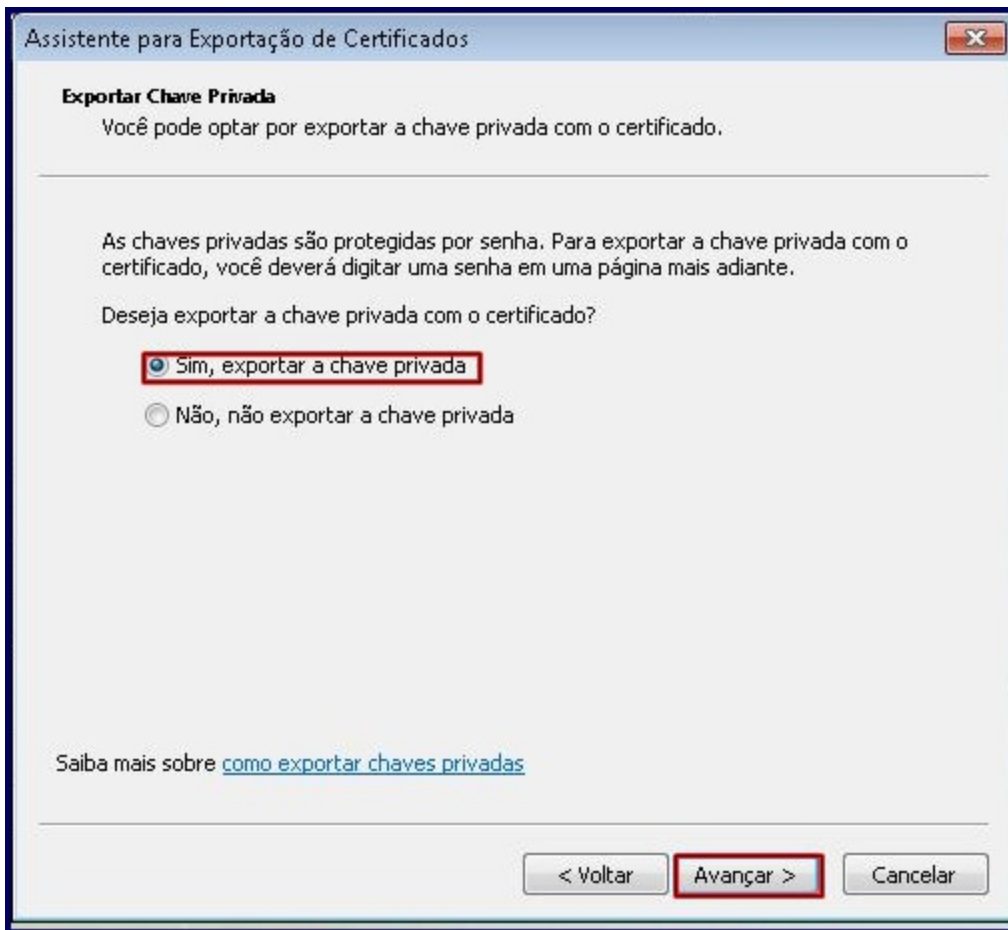 Assistente para Exportação de Certificados
Exportar Chave Privada
Você pode optar por exportar a chave privada com o certificado.
As chaves privadas são protegidas por senha. Para exportar a chave privada com o
certificado, você deverá digitar uma senha em uma página mais adiante.
Deseja exportar a chave privada com o certificado?
Sim, exportar a chave privada
Não, não exportar a chave privada
Saiba mais sobre como exportar chaves privadas
< Voltar
Avançar >
Cancelar